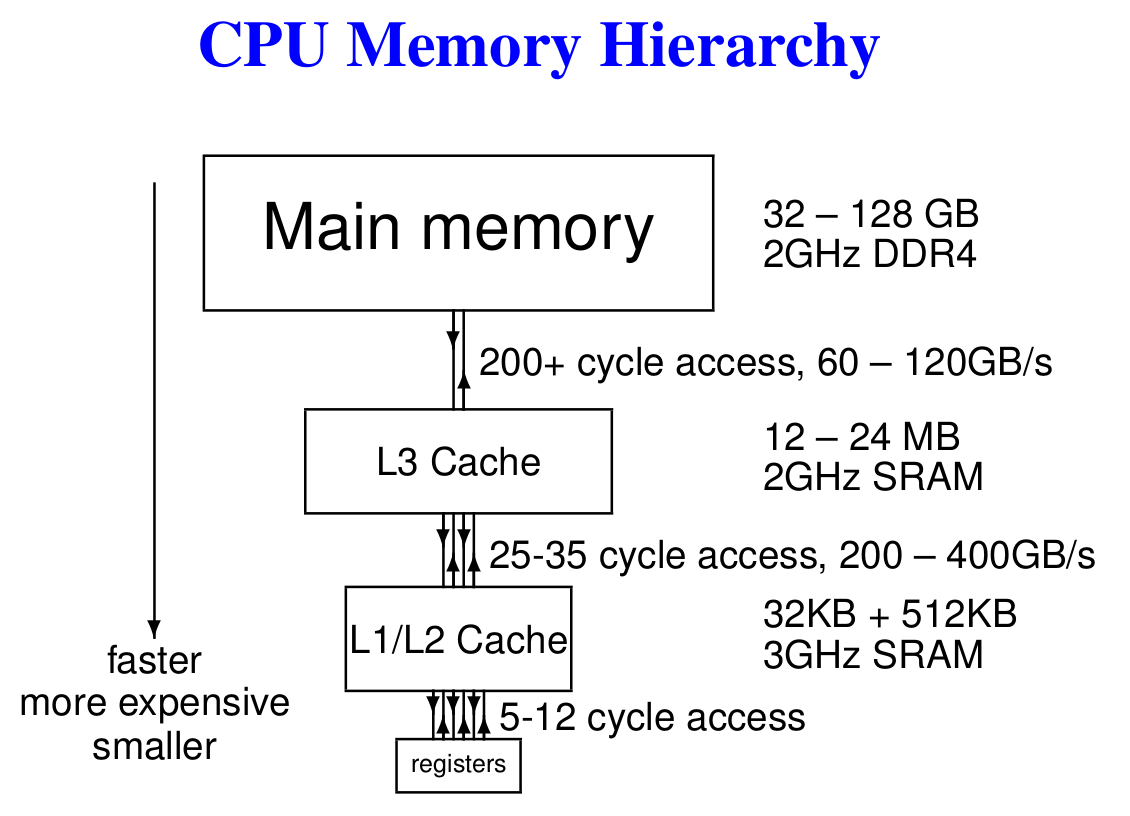 CPU Memory Hierarchy
Main memory
32 – 128 GB
2GHz DDR4
200+ cycle access, 60 – 120GB/s
L3 Cache
12 – 24 MB
2GHz SRAM
25-35 cycle access, 200 – 400GB/s
L1/L2 Cache
32KB + 512KB
3GHz SRAM
faster
more expensive
smaller
5-12 cycle access
registers